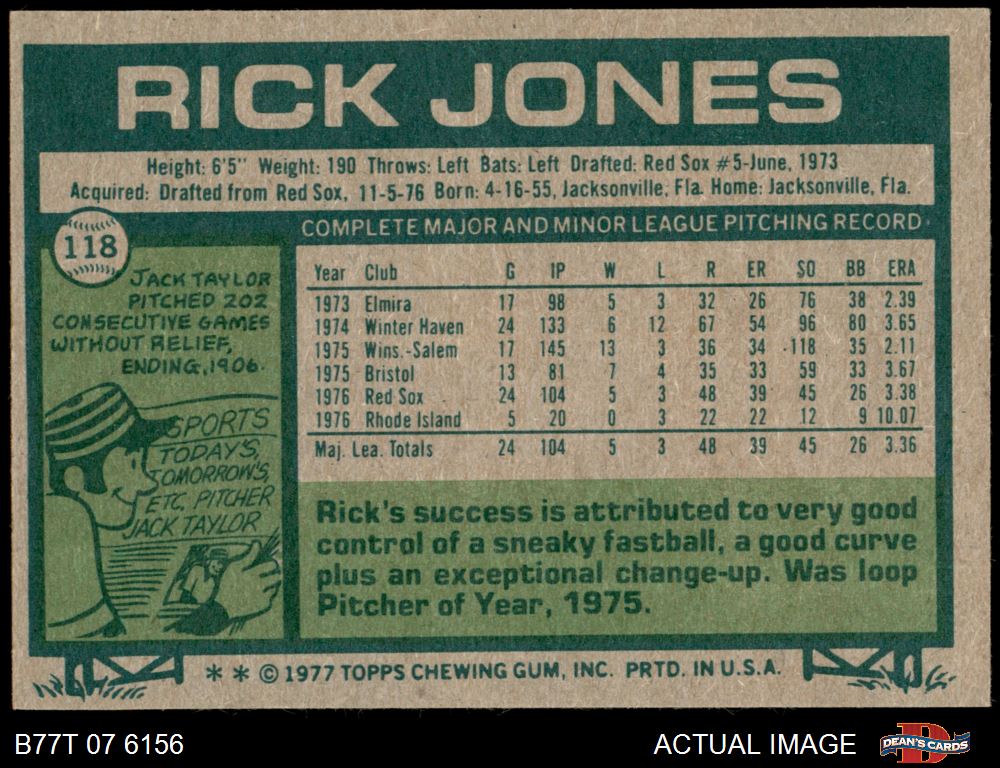 RICK JONES
Height: 6'5" Weight: 190 Throws: Left Bats: Left Drafted: Red Sox #5-June, 1973
Acquired: Drafted from Red Sox, 11-5-76 Born: 4-16-55, Jacksonville, Fla. Home: Jacksonville, Fla.
118
JACK TAYLOR
PITCHED 202
CONSECUTIVE GAMES
WITHOUT RELIEF,
ENDING, 1906.
SPORTS
TODAY'S,
TOMORROW'S,
ETC. PITCHER
JACK TAYLOR
COMPLETE MAJOR AND MINOR LEAGUE PITCHING RECORD
Year Club G IP W L R ER SO BB ERA
1973 Elmira 17 98 5 3 32 26 76 38 2.39
1974 Winter Haven 24 133 6 12 67 54 96 80 3.65
1975 Wins.-Salem 17 145 13 3 36 34 118 35 2.11
1975 Bristol 13 81 7 4 35 33 59 33 3.67
1976 Red Sox 24 104 5 3 48 39 45 26 3.38
1976 Rhode Island 5 20 0 3 22 22 12 9 10.07
Maj. Lea. Totals 24 104 5 3 48 39 45 26 3.36
Rick's success is attributed to very good
control of a sneaky fastball, a good curve
plus an exceptional change-up. Was loop
Pitcher of Year, 1975.
* * © 1977 TOPPS CHEWING GUM, INC. PRTD. IN U.S.A.
B77T 07 6156 ACTUAL IMAGE DEAN'S CARDS